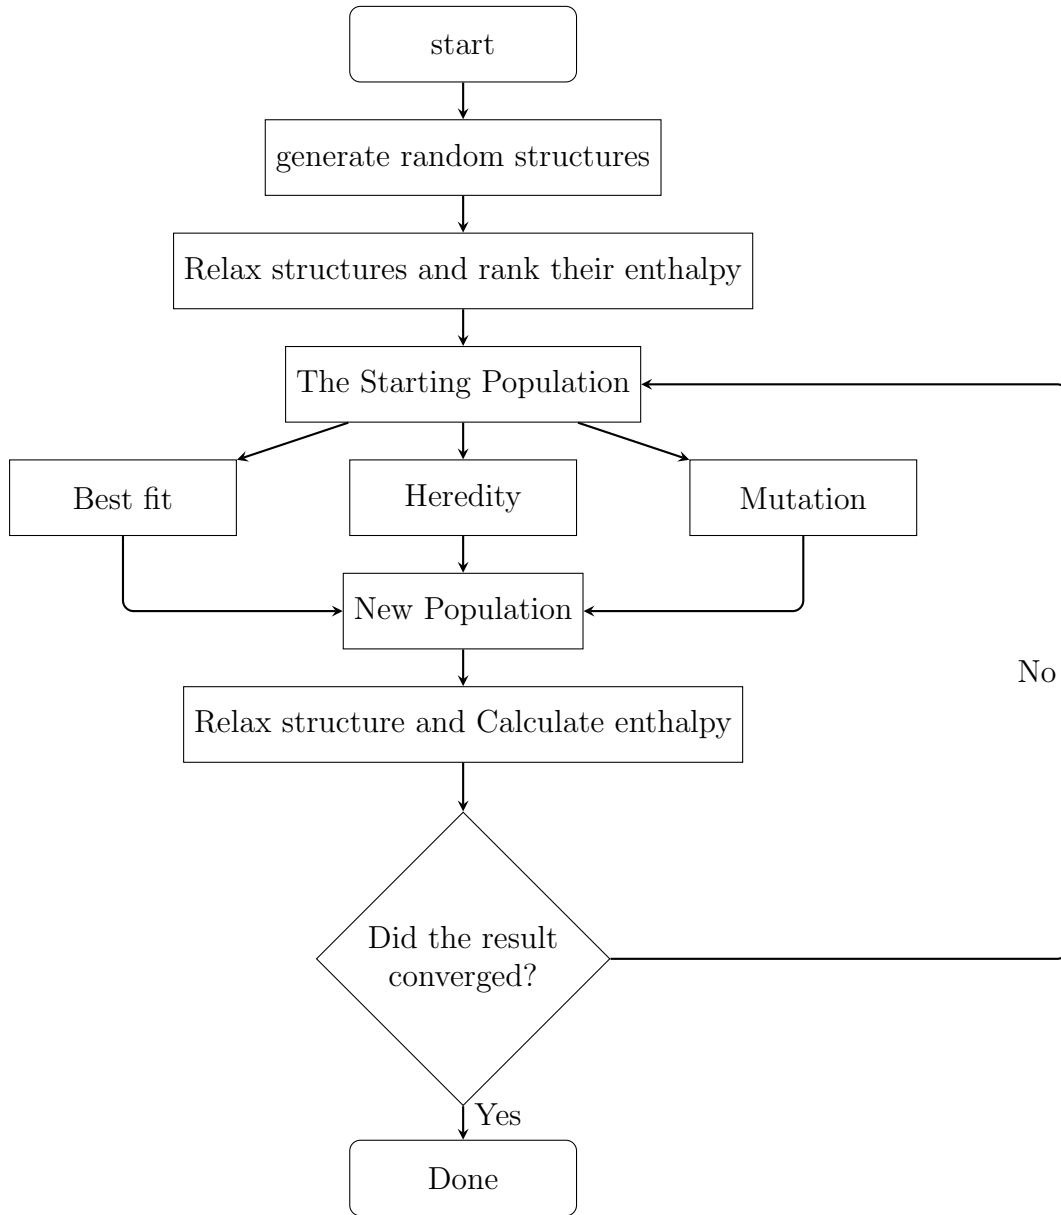 start
generate random structures
Relax structures and rank their enthalpy
The Starting Population
Best fit
Heredity
Mutation
New Population
No
Relax structure and Calculate enthalpy
Did the result
converged?
Yes
Done